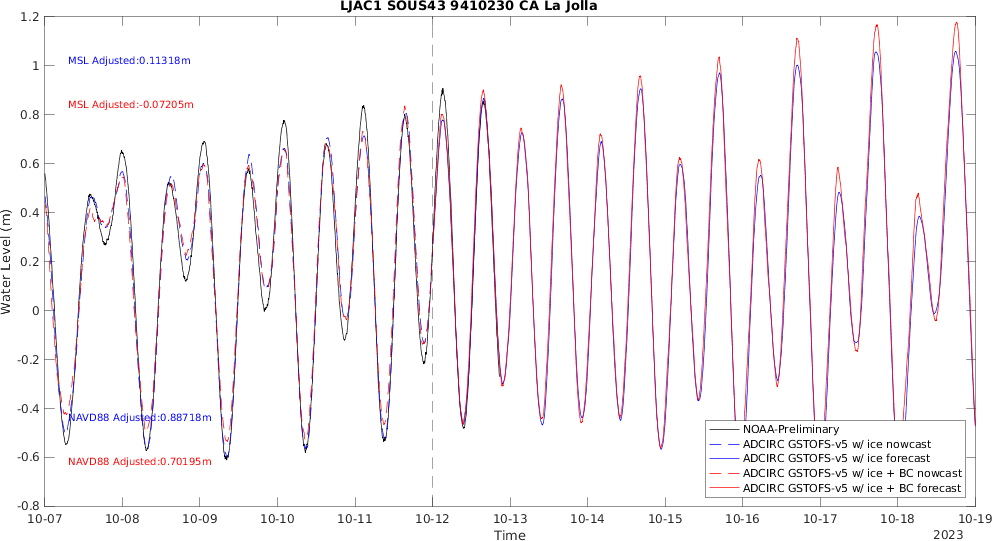 LJAC1 SOUS43 9410230 CA La Jolla
1.2
1
0.8
0.6
0.4
0.2
0
-0.2
-0.4
-0.6
-0.8
Water Level (m)
MSL Adjusted:0.11318m
MSL Adjusted:-0.07205m
NAVD88 Adjusted:0.88718m
NAVD88 Adjusted:0.70195m
NOAA-Preliminary
ADCIRC GSTOFS-v5 w/ ice nowcast
ADCIRC GSTOFS-v5 w/ ice forecast
ADCIRC GSTOFS-v5 w/ ice + BC nowcast
ADCIRC GSTOFS-v5 w/ ice + BC forecast
10-07 10-08 10-09 10-10 10-11 10-12 10-13 10-14 10-15 10-16 10-17 10-18 10-19
Time
2023